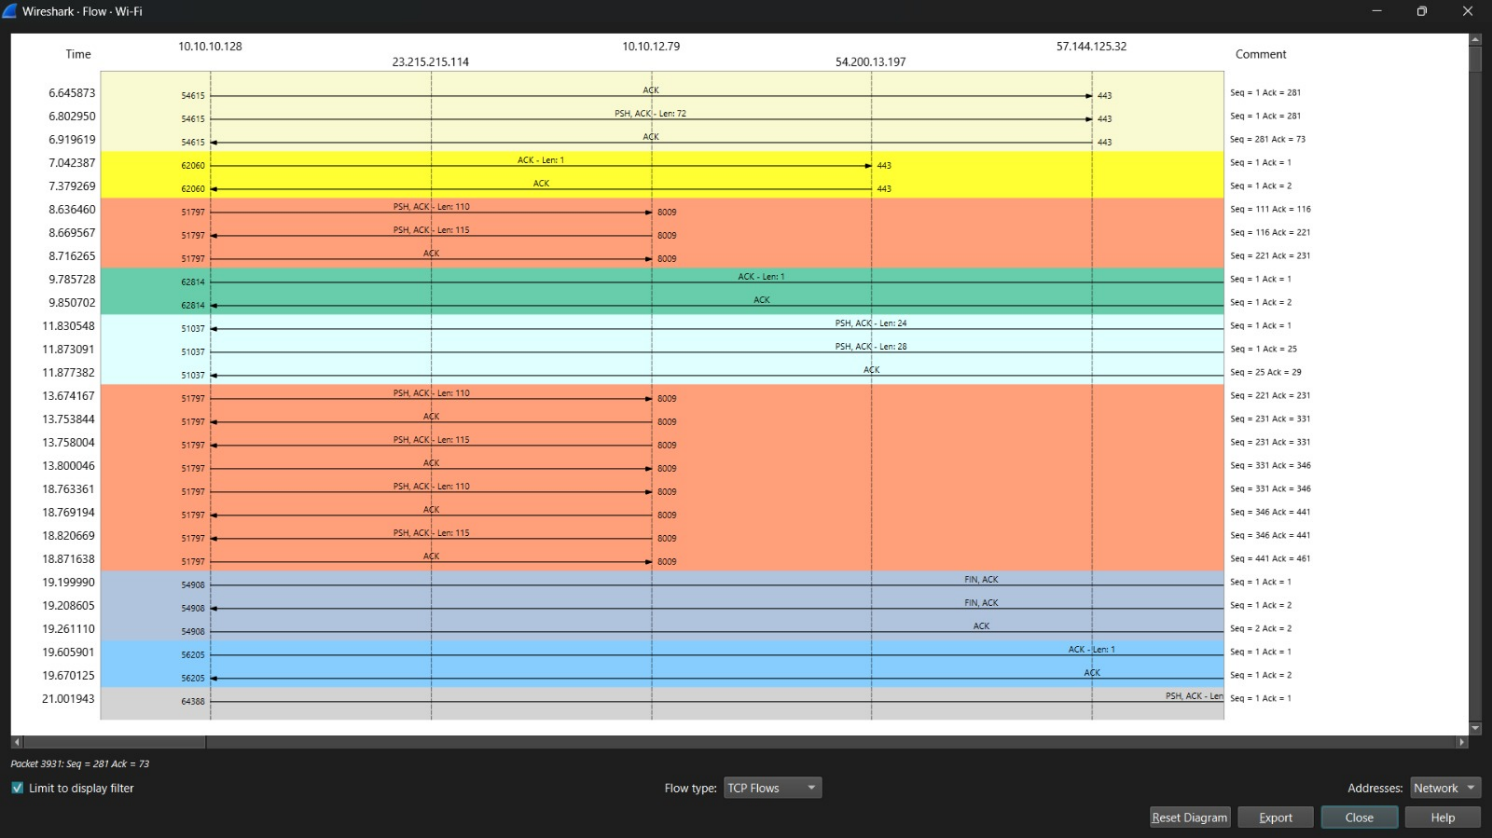 Wireshark · Flow · Wi-Fi
10.10.10.128 10.10.12.79 57.144.125.32
Time 23.215.215.114 54.200.13.197 Comment
6.645873 54615 ACK 443 Seq = 1 Ack = 281
6.802950 54615 PSH, ACK - Len: 72 443 Seq = 1 Ack = 281
6.919619 54615 ACK 443 Seq = 281 Ack = 73
7.042387 62060 ACK - Len: 1 443 Seq = 1 Ack = 1
7.379269 62060 ACK 443 Seq = 1 Ack = 2
8.636460 51797 PSH, ACK - Len: 110 8009 Seq = 111 Ack = 116
8.669567 51797 PSH, ACK - Len: 115 8009 Seq = 116 Ack = 221
8.716265 51797 ACK 8009 Seq = 221 Ack = 231
9.785728 62814 ACK - Len: 1 Seq = 1 Ack = 1
9.850702 62814 ACK Seq = 1 Ack = 2
11.830548 51037 PSH, ACK - Len: 24 Seq = 1 Ack = 1
11.873091 51037 PSH, ACK - Len: 28 Seq = 1 Ack = 25
11.877382 51037 ACK Seq = 25 Ack = 29
13.674167 51797 PSH, ACK - Len: 110 8009 Seq = 221 Ack = 231
13.753844 51797 ACK 8009 Seq = 231 Ack = 331
13.758004 51797 PSH, ACK - Len: 115 8009 Seq = 231 Ack = 331
13.800046 51797 ACK 8009 Seq = 331 Ack = 346
18.763361 51797 PSH, ACK - Len: 110 8009 Seq = 331 Ack = 346
18.769194 51797 ACK 8009 Seq = 346 Ack = 441
18.820669 51797 PSH, ACK - Len: 115 8009 Seq = 346 Ack = 441
18.871638 51797 ACK 8009 Seq = 441 Ack = 461
19.199990 54908 FIN, ACK Seq = 1 Ack = 1
19.208605 54908 FIN, ACK Seq = 1 Ack = 2
19.261110 54908 ACK Seq = 2 Ack = 2
19.605901 56205 ACK - Len: 1 Seq = 1 Ack = 1
19.670125 56205 ACK Seq = 1 Ack = 2
21.001943 64388 PSH, ACK - Len Seq = 1 Ack = 1
Packet 3931: Seq = 281 Ack = 73
Limit to display filter Flow type: TCP Flows Addresses: Network
Reset Diagram Export Close Help